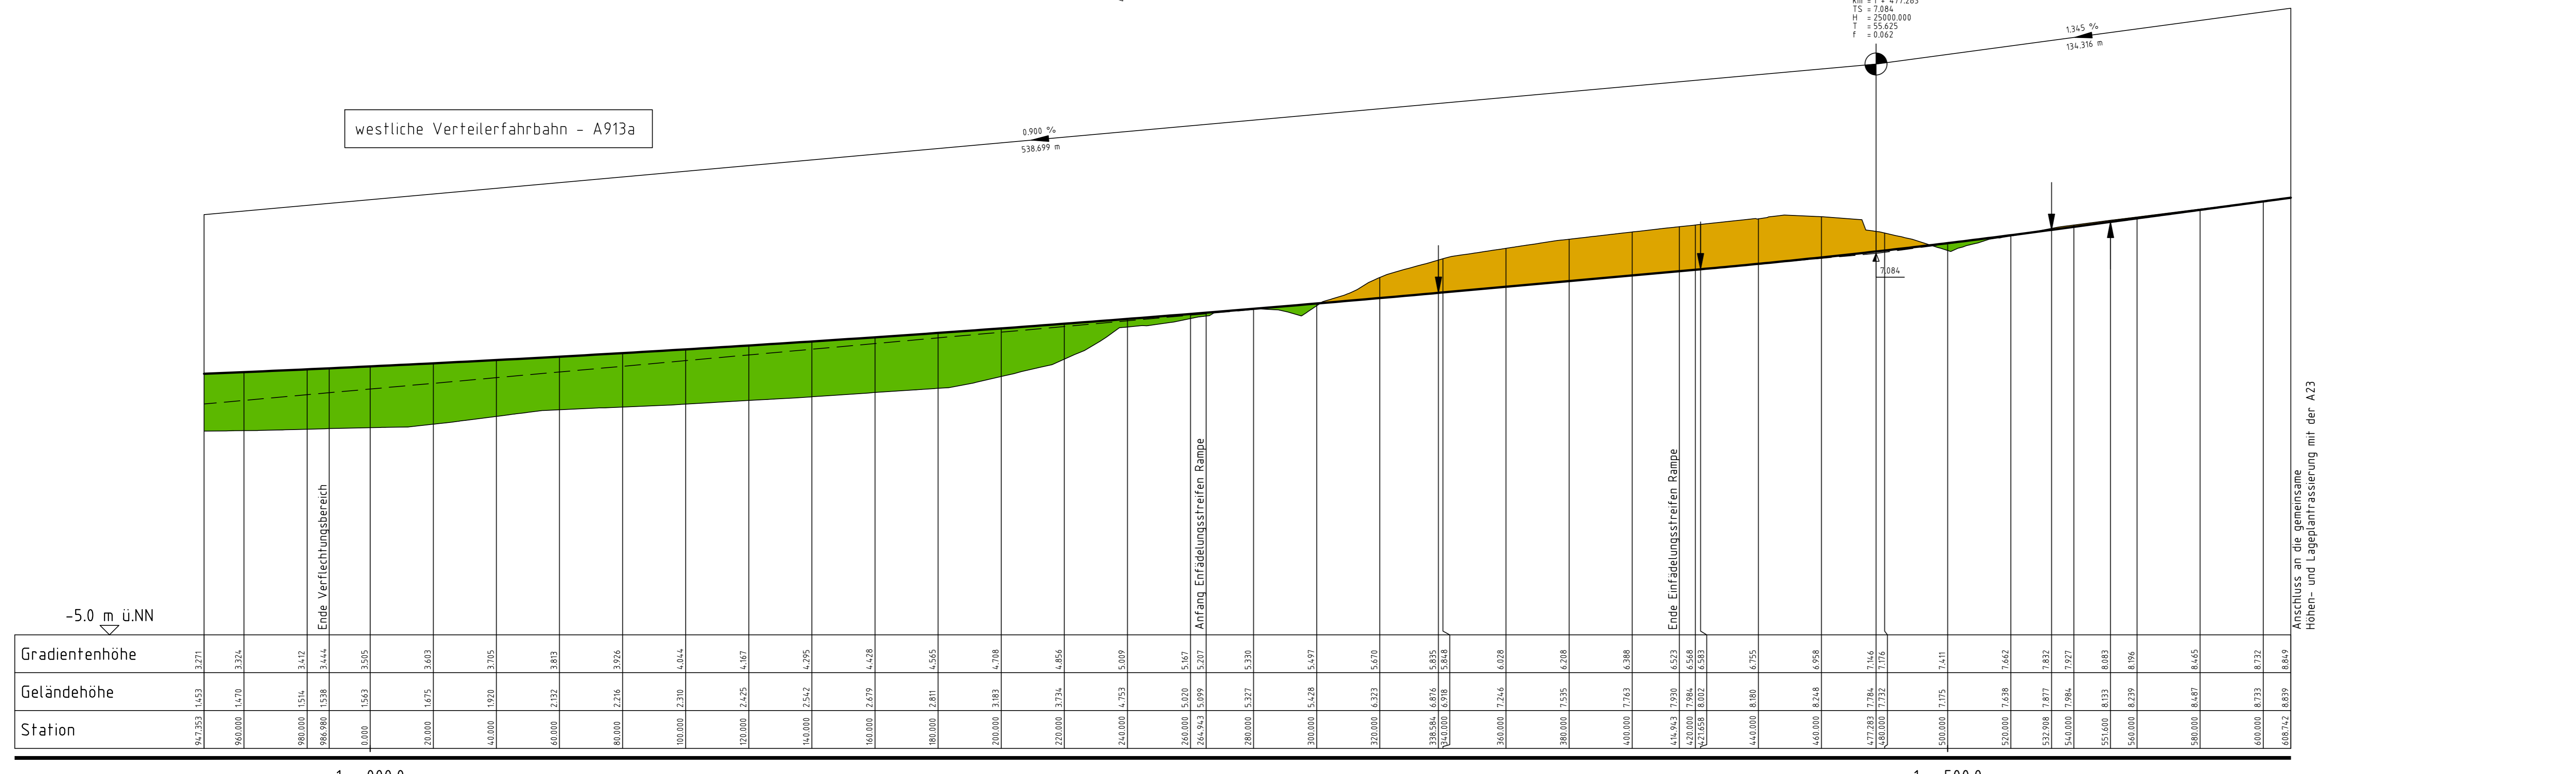 TS = 7.084
H = 25000.000
T = 55.625
f = 0.062
1.345 %
134.316 m
westliche Verteilerfahrbahn - A913a
0.900 %
538.699 m
7.084
Ende Verflechtungsbereich
Anfang Enfädelungsstreifen Rampe
Ende Einfädelungsstreifen Rampe
Anschluss an die gemeinsame
Höhen- und Lageplantrassierung mit der A23
-5.0 m ü.NN
Gradientenhöhe 3.271 3.324 3.412 3.444 3.505 3.603 3.705 3.813 3.926 4.044 4.167 4.295 4.428 4.565 4.708 4.856 5.009 5.167 5.207 5.330 5.497 5.670 5.835 5.848 6.028 6.208 6.388 6.523 6.568 6.583 6.755 6.958 7.146 7.176 7.411 7.662 7.832 7.927 8.083 8.196 8.465 8.732 8.849
Geländehöhe 1.453 1.470 1.514 1.538 1.563 1.675 1.920 2.132 2.216 2.310 2.425 2.542 2.679 2.811 3.183 3.734 4.753 5.020 5.099 5.327 5.428 6.323 6.876 6.918 7.246 7.535 7.763 7.930 7.984 8.002 8.180 8.248 7.784 7.732 7.175 7.638 7.877 7.984 8.133 8.239 8.487 8.733 8.839
Station 947.353 960.000 980.000 986.980 0.000 20.000 40.000 60.000 80.000 100.000 120.000 140.000 160.000 180.000 200.000 220.000 240.000 260.000 264.943 280.000 300.000 320.000 338.584 340.000 360.000 380.000 400.000 414.943 420.000 421.658 440.000 460.000 477.283 480.000 500.000 520.000 532.908 540.000 551.600 560.000 580.000 600.000 608.742